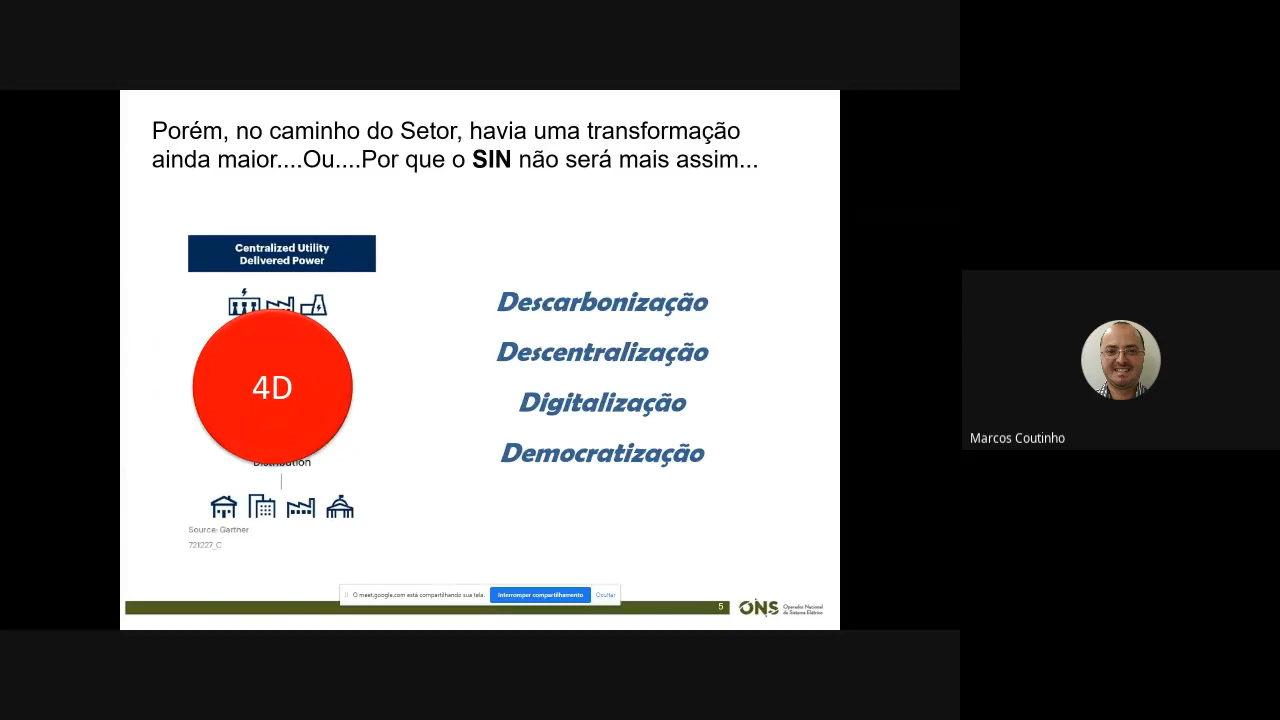 Porém, no caminho do Setor, havia uma transformação
ainda maior....Ou....Por que o SIN não será mais assim...
Centralized Utility
Delivered Power
4D
Distribution
Source: Gartner
721227_C
Descarbonização
Descentralização
Digitalização
Democratização
O meet.google.com está compartilhando sua tela.
Interromper compartilhamento
Ocultar
5
ONS
Operador Nacional
do Sistema Elétrico
Marcos Coutinho